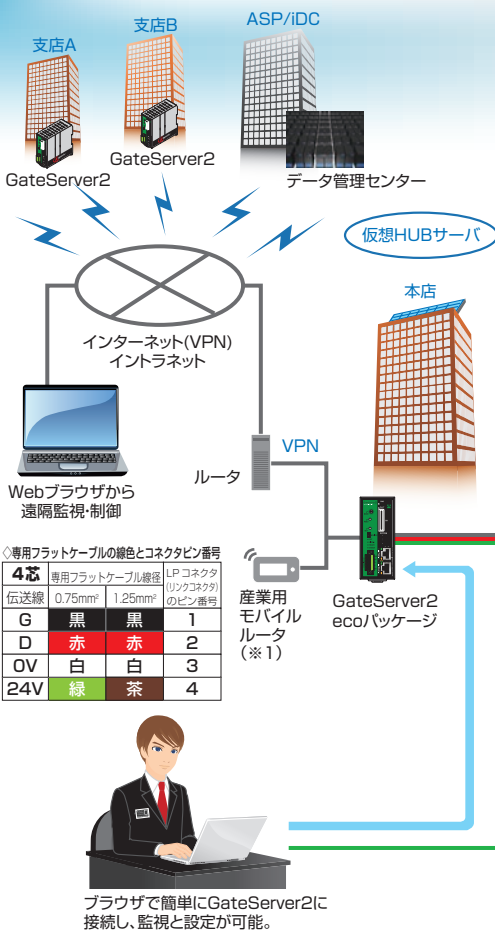 支店A
支店B
ASP/iDC
GateServer2
GateServer2
データ管理センター
仮想HUBサーバ
インターネット(VPN)
イントラネット
本店
VPN
ルータ
Webブラウザから
遠隔監視・制御
産業用
モバイル
ルータ
(※1)
GateServer2
ecoパッケージ
◇専用フラットケーブルの線色とコネクタピン番号
4芯 専用フラットケーブル線径 LPコネクタ
(リンクコネクタ)
伝送線 0.75mm² 1.25mm² のピン番号
G 黒 黒 1
D 赤 赤 2
0V 白 白 3
24V 緑 茶 4
ブラウザで簡単にGateServer2に
接続し、監視と設定が可能。